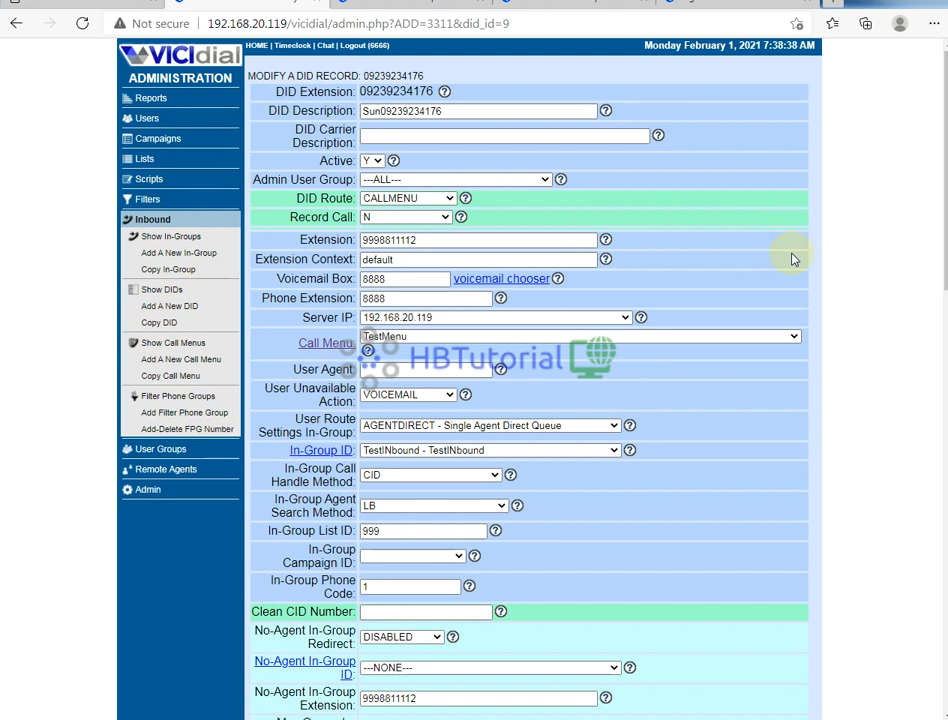 Not secure 192.168.20.119/vicidial/admin.php?ADD=3311&did_id=9
VICIdial
HOME | Timeclock | Chat | Logout (6666) Monday February 1, 2021 7:38:38 AM
ADMINISTRATION
Reports
Users
Campaigns
Lists
Scripts
Filters
Inbound
Show In-Groups
Add A New In-Group
Copy In-Group
Show DIDs
Add A New DID
Copy DID
Show Call Menus
Add A New Call Menu
Copy Call Menu
Filter Phone Groups
Add Filter Phone Group
Add-Delete FPG Number
User Groups
Remote Agents
Admin
MODIFY A DID RECORD: 09239234176
DID Extension: 09239234176
DID Description: Sun09239234176
DID Carrier
Description:
Active: Y
Admin User Group: ---ALL---
DID Route: CALLMENU
Record Call: N
Extension: 9998811112
Extension Context: default
Voicemail Box: 8888 voicemail chooser
Phone Extension: 8888
Server IP: 192.168.20.119
Call Menu: TestMenu
HBTutorial
User Agent:
User Unavailable
Action: VOICEMAIL
User Route
Settings In-Group: AGENTDIRECT - Single Agent Direct Queue
In-Group ID: TestINbound - TestINbound
In-Group Call
Handle Method: CID
In-Group Agent
Search Method: LB
In-Group List ID: 999
In-Group
Campaign ID:
In-Group Phone
Code: 1
Clean CID Number:
No-Agent In-Group
Redirect: DISABLED
No-Agent In-Group
ID: ---NONE---
No-Agent In-Group
Extension: 9998811112